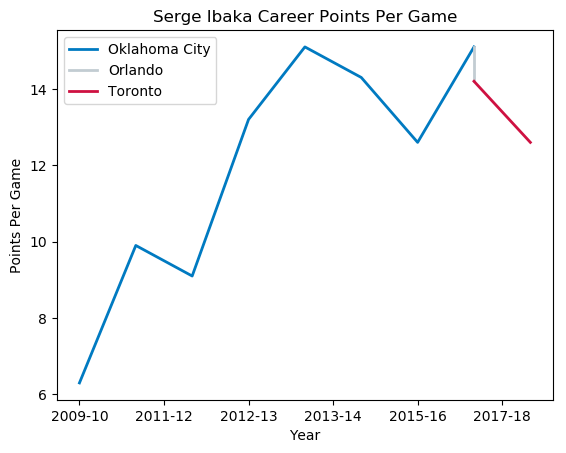 Serge Ibaka Career Points Per Game
Oklahoma City
Orlando
Toronto
Points Per Game
14
12
10
8
6
2009-10
2011-12
2012-13
2013-14
2015-16
2017-18
Year